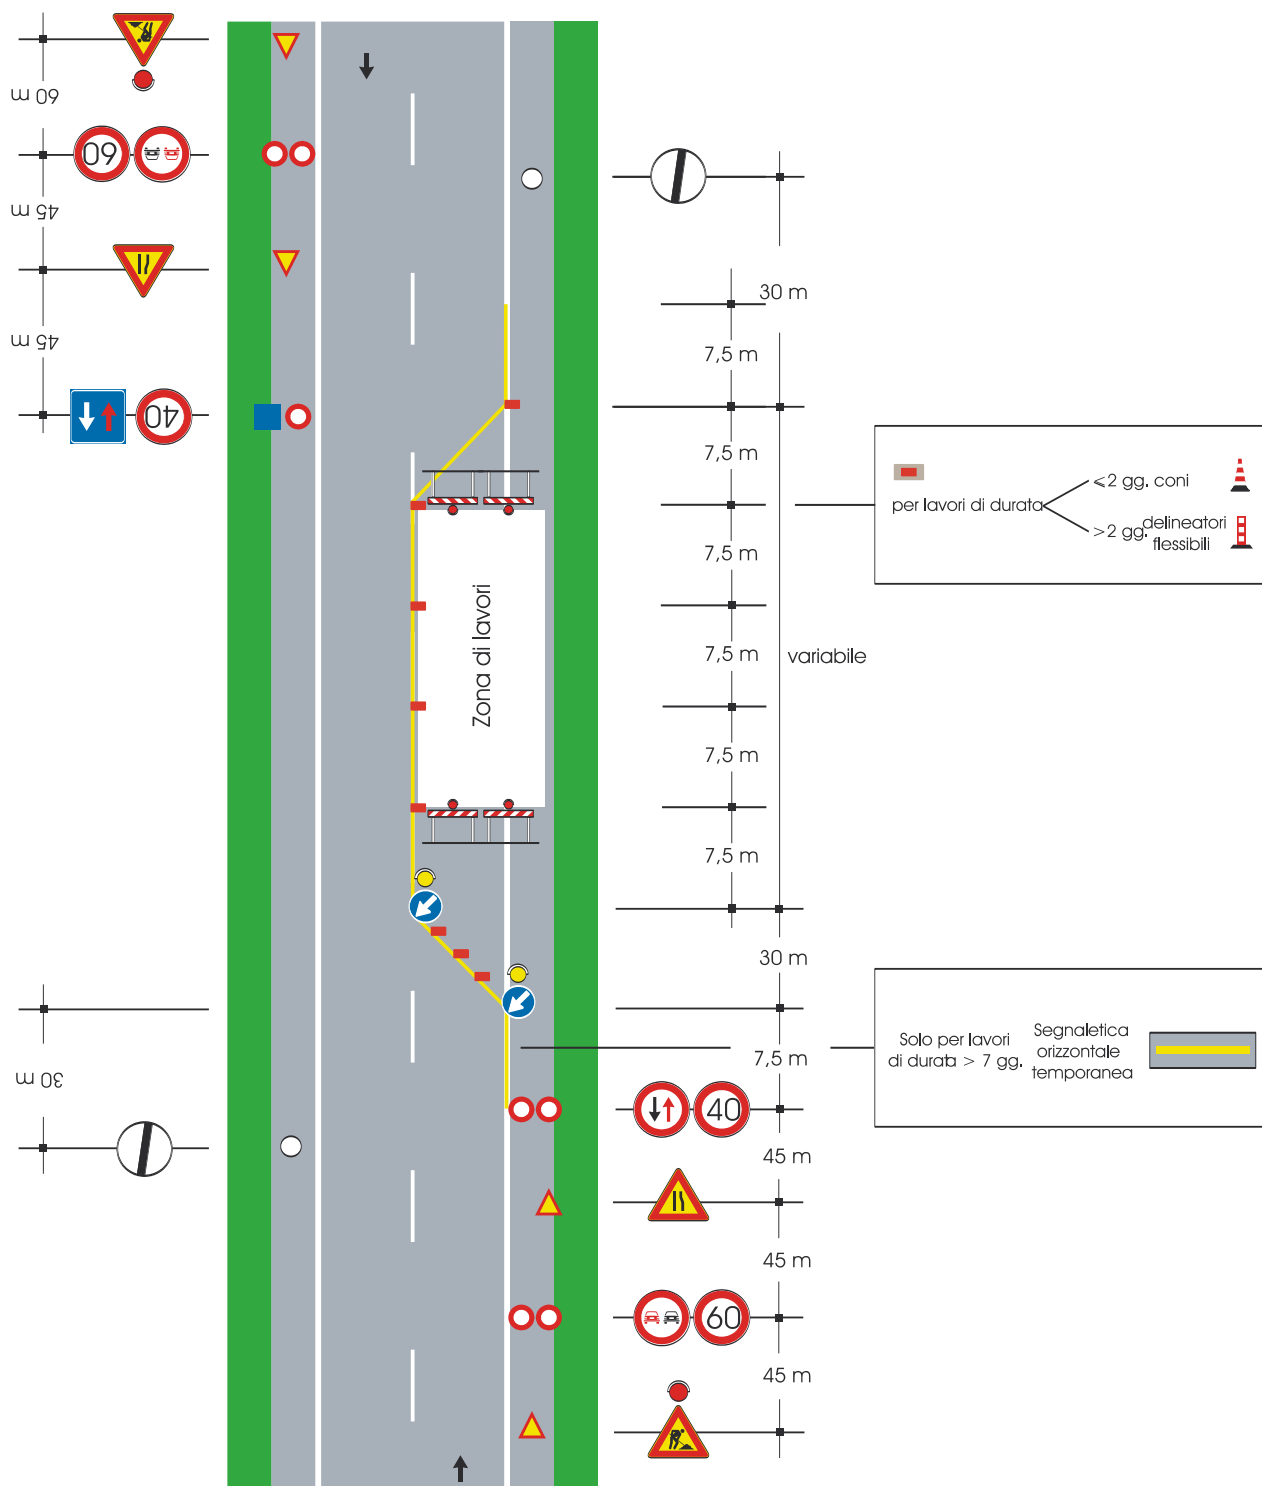 60 m
60
45 m
45 m
40
30 m
30 m
7,5 m
7,5 m
7,5 m
7,5 m
7,5 m
7,5 m
variabile
30 m
7,5 m
40
45 m
45 m
60
45 m
Zona di lavori
per lavori di durata
≤2 gg. coni
>2 gg. delineatori
flessibili
Solo per lavori
di durata > 7 gg.
Segnaletica
orizzontale
temporanea